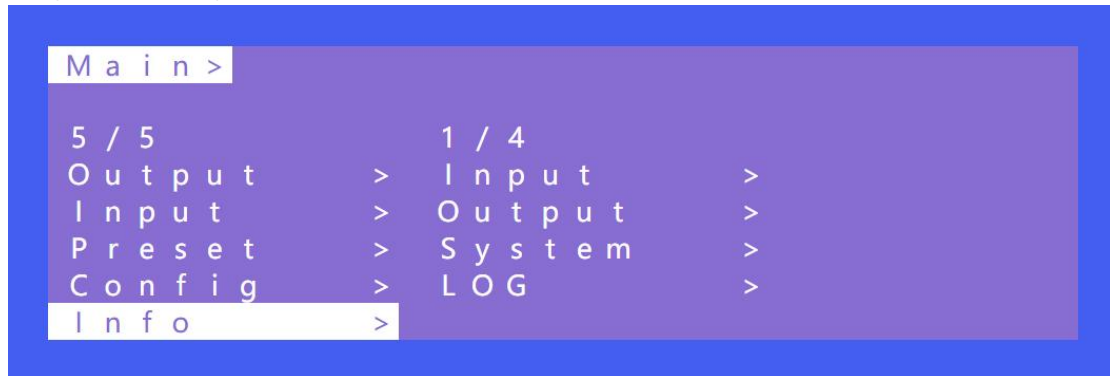 Main>
5/5 1/4
Output > Input >
Input > Output >
Preset > System >
Config > LOG >
Info >